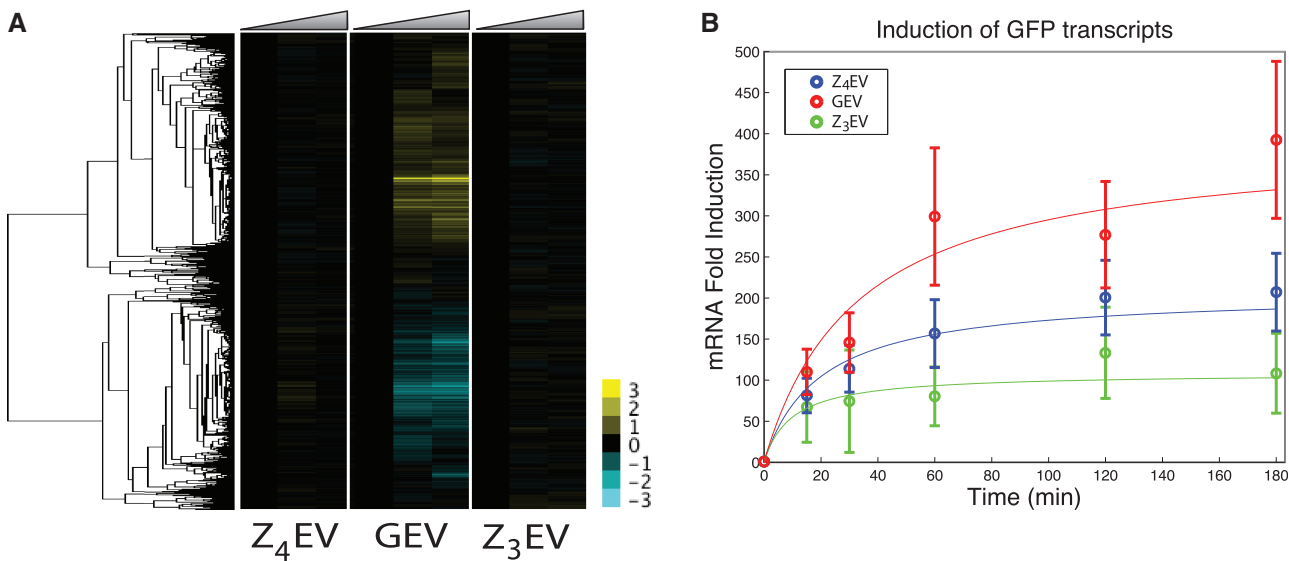 A
Z4EV GEV Z3EV
3
2
1
0
-1
-2
-3
B
Induction of GFP transcripts
mRNA Fold Induction
500
450
400
350
300
250
200
150
100
50
0
Z4EV
GEV
Z3EV
0 20 40 60 80 100 120 140 160 180
Time (min)